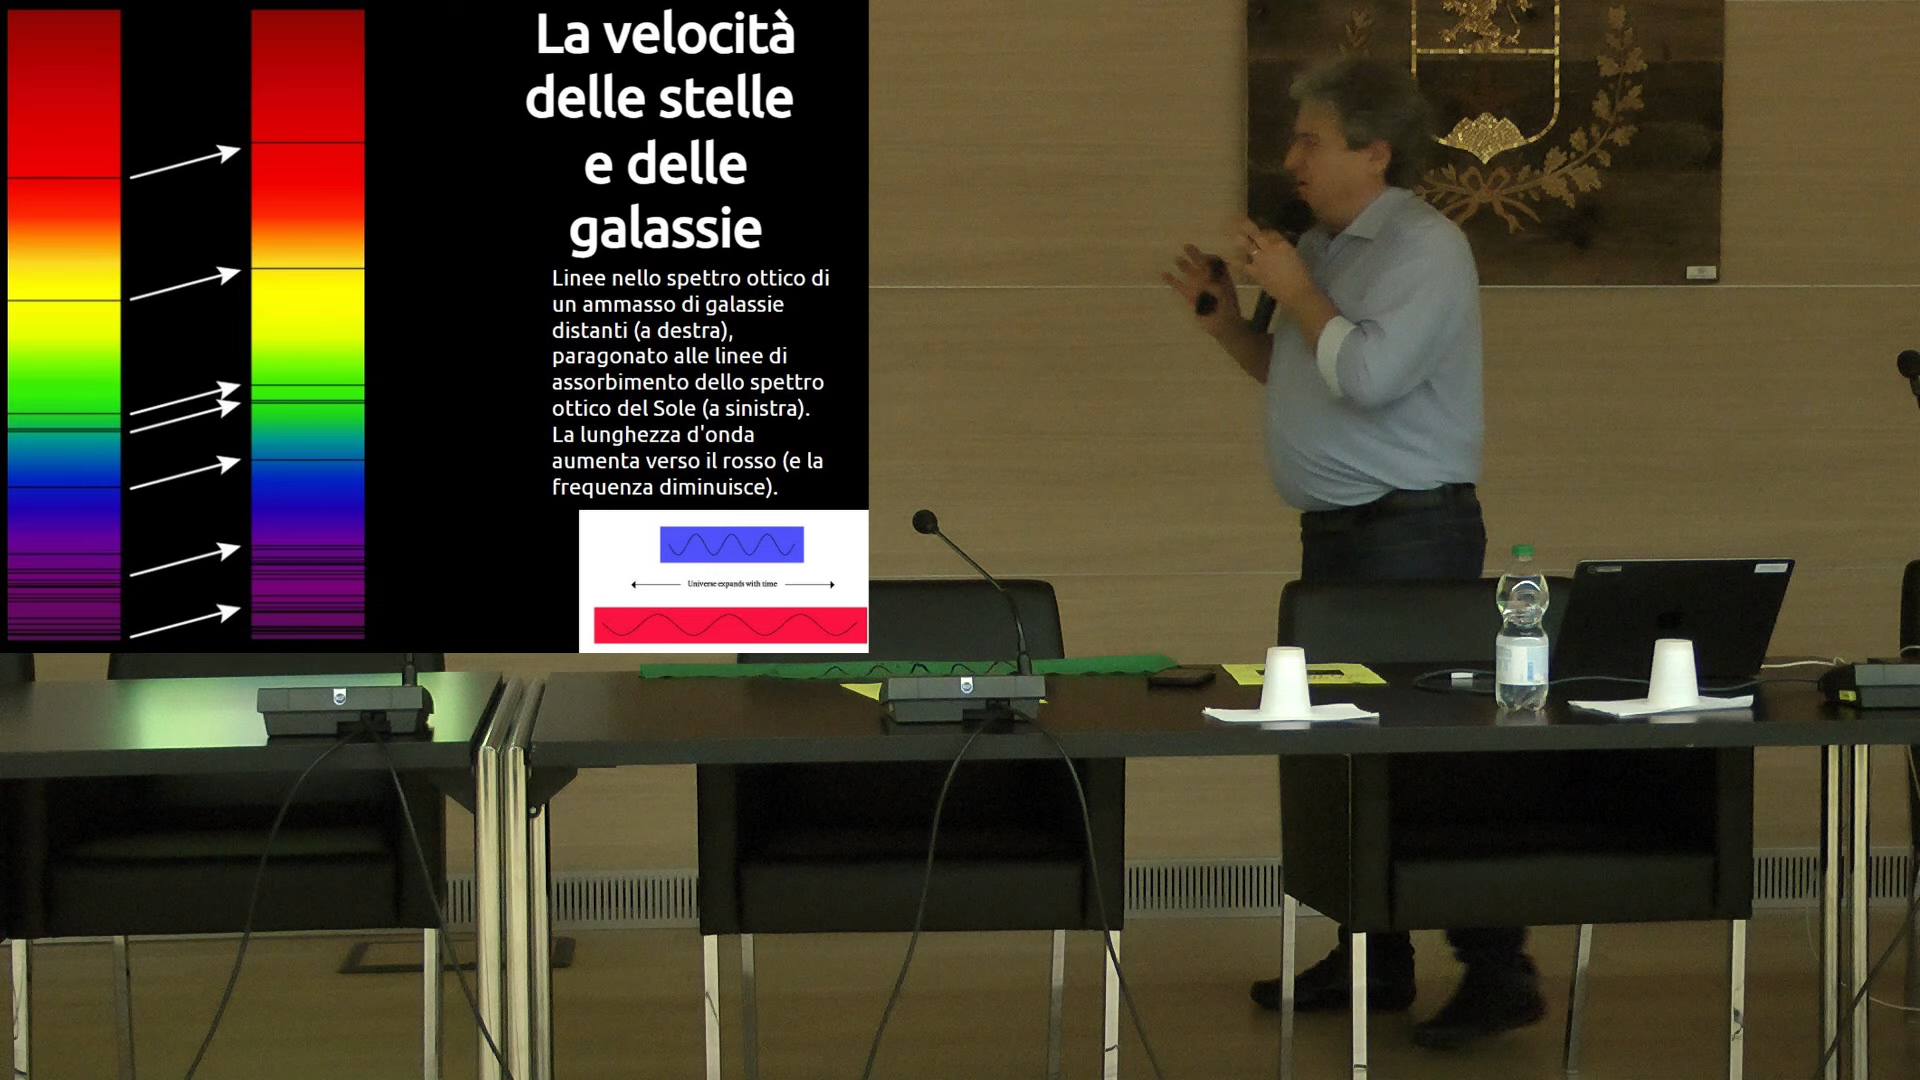 La velocità
delle stelle
e delle
galassie
Linee nello spettro ottico di
un ammasso di galassie
distanti (a destra),
paragonato alle linee di
assorbimento dello spettro
ottico del Sole (a sinistra).
La lunghezza d'onda
aumenta verso il rosso (e la
frequenza diminuisce).
Universe expands with time